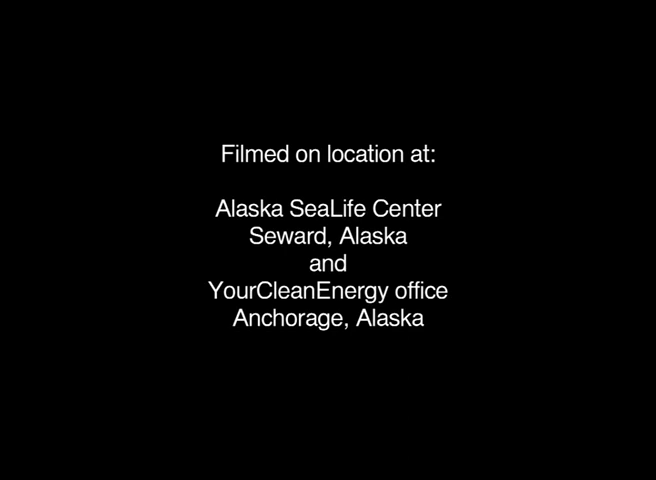 Filmed on location at:
Alaska SeaLife Center
Seward, Alaska
and
YourCleanEnergy office
Anchorage, Alaska